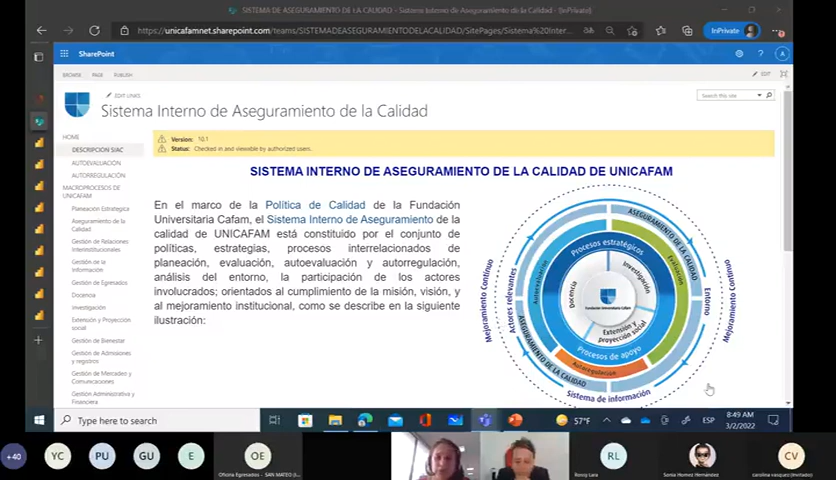 SISTEMA DE ASEGURAMIENTO DE LA CALIDAD - Sistema Interno de Aseguramiento de la Calidad - [InPrivate]
https://unicafamnet.sharepoint.com/teams/SISTEMADEASEGURAMIENTODELACALIDAD/SitePages/Sistema%20Inter...
InPrivate
SharePoint
A
BROWSE PAGE PUBLISH
EDIT
EDIT LINKS
Sistema Interno de Aseguramiento de la Calidad
Search this site
HOME
DESCRIPCION SIAC
AUTOEVALUACIÓN
AUTORREGULACIÓN
MACROPROCESOS DE
UNICAFAM
Planeación Estrategica
Aseguramiento de la
Calidad
Gestión de Relaciones
Interinstitucionales
Gestión de la
Información
Gestión de Egresados
Docencia
Investigación
Extensión y Proyección
social
Gestión de Bienestar
Gestión de Admisiones
y registros
Gestión de Mercadeo y
Comunicaciones
Gestión Administrativa y
Financiera
Version: 10.1
Status: Checked in and viewable by authorized users.
SISTEMA INTERNO DE ASEGURAMIENTO DE LA CALIDAD DE UNICAFAM
En el marco de la Política de Calidad de la Fundación
Universitaria Cafam, el Sistema Interno de Aseguramiento de la
calidad de UNICAFAM está constituido por el conjunto de
políticas, estrategias, procesos interrelacionados de
planeación, evaluación, autoevaluación y autorregulación,
análisis del entorno, la participación de los actores
involucrados; orientados al cumplimiento de la misión, visión, y
al mejoramiento institucional, como se describe en la siguiente
ilustración:
Mejoramiento Continuo
Actores relevantes
ASEGURAMIENTO DE LA CALIDAD
Autoevaluación
Procesos estratégicos
Evaluación
Entorno
Mejoramiento Continuo
Docencia
Investigación
Fundación Universitaria Cafam
Extensión y
proyección social
Procesos de apoyo
Autoregulación
ASEGURAMIENTO DE LA CALIDAD
Sistema de información
Type here to search
57°F
ESP
8:49 AM
3/2/2022
+40
YC
PU
GU
E
OE
Oficina Egresados - SAN MATEO (I...
RL
Rossy Lara
Sonia Homez Hernández
CV
carolina vasquez (Invitado)